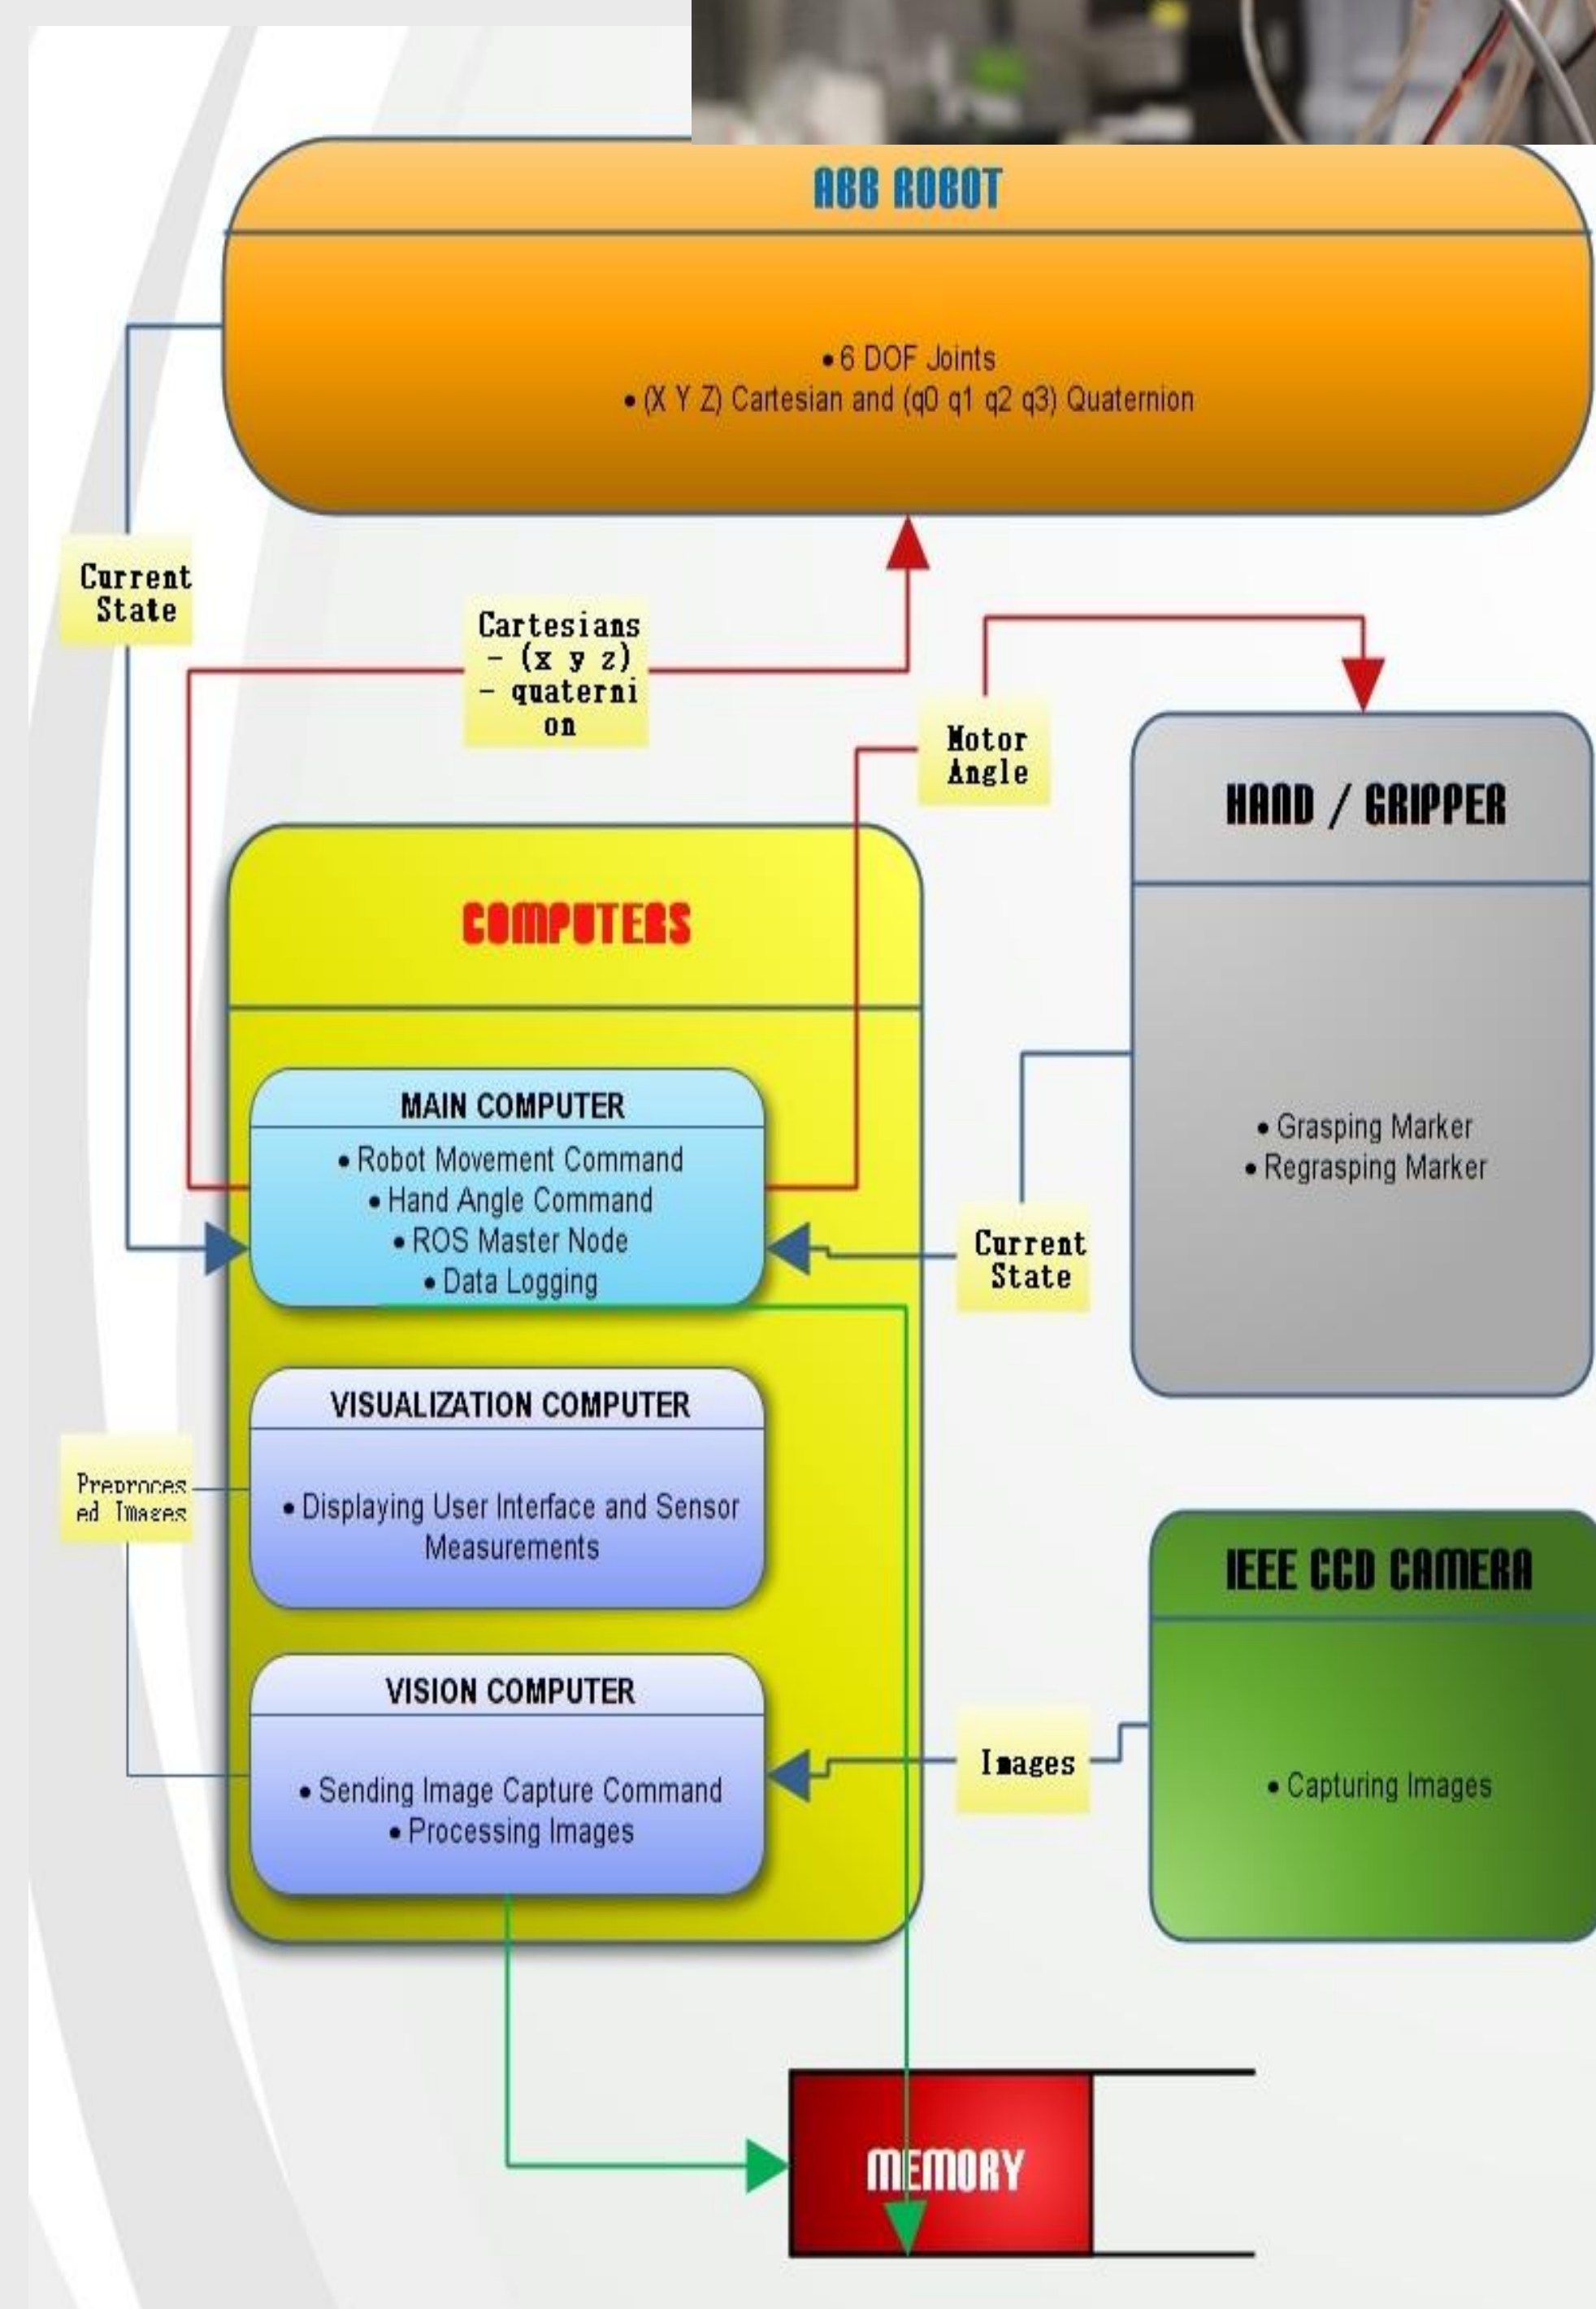 ABB ROBOT
• 6 DOF Joints
• (X Y Z) Cartesian and (q0 q1 q2 q3) Quaternion
Current
State
Cartesians
- (x y z)
- quaterni
on
Motor
Angle
HAND / GRIPPER
• Grasping Marker
• Regrasping Marker
COMPUTERS
MAIN COMPUTER
• Robot Movement Command
• Hand Angle Command
• ROS Master Node
• Data Logging
Current
State
VISUALIZATION COMPUTER
• Displaying User Interface and Sensor
Measurements
Preproces
ed Images
IEEE CCD CAMERA
• Capturing Images
VISION COMPUTER
• Sending Image Capture Command
• Processing Images
Images
MEMORY